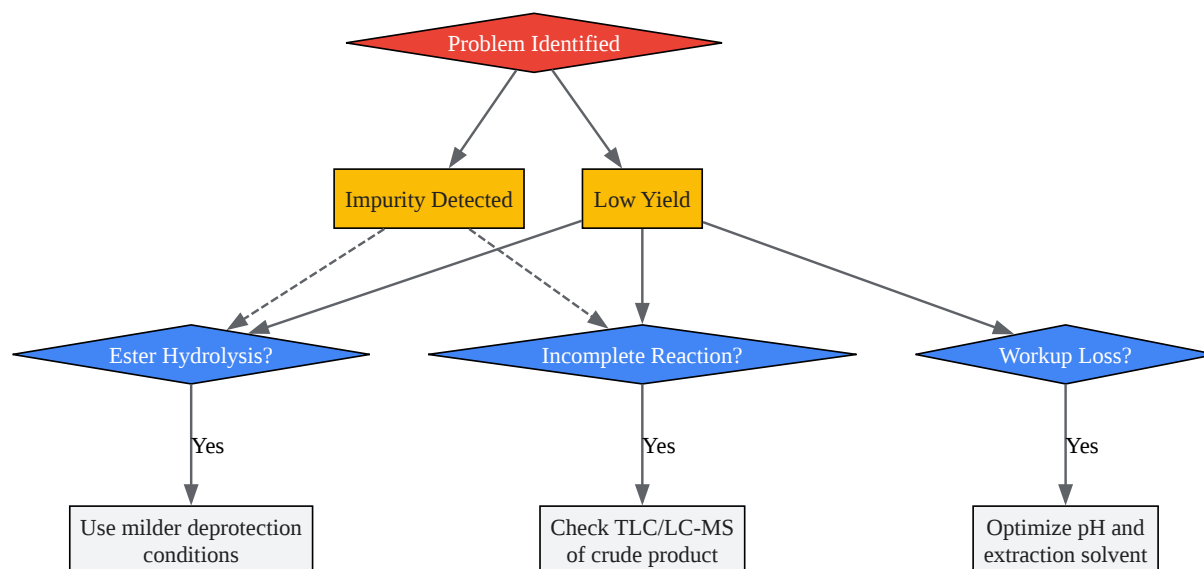 Problem Identified
Impurity Detected
Low Yield
Ester Hydrolysis?
Incomplete Reaction?
Workup Loss?
Yes
Yes
Yes
Use milder deprotection
conditions
Check TLC/LC-MS
of crude product
Optimize pH and
extraction solvent